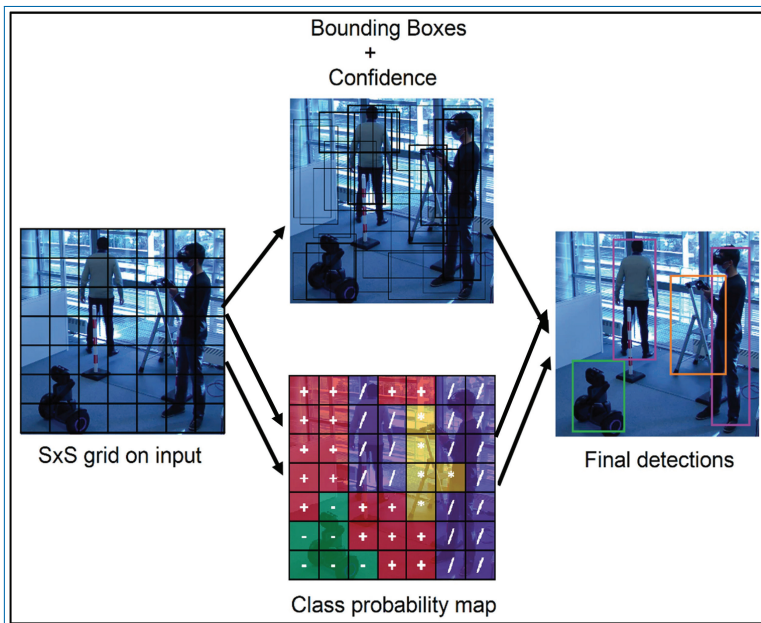 Bounding Boxes
+
Confidence
SxS grid on input
+ + / + + / /
+ + / / * / /
+ + / / * / /
+ + / / * * /
+ - + + * / /
- - + + + / /
- - - + + / /
Class probability map
Final detections